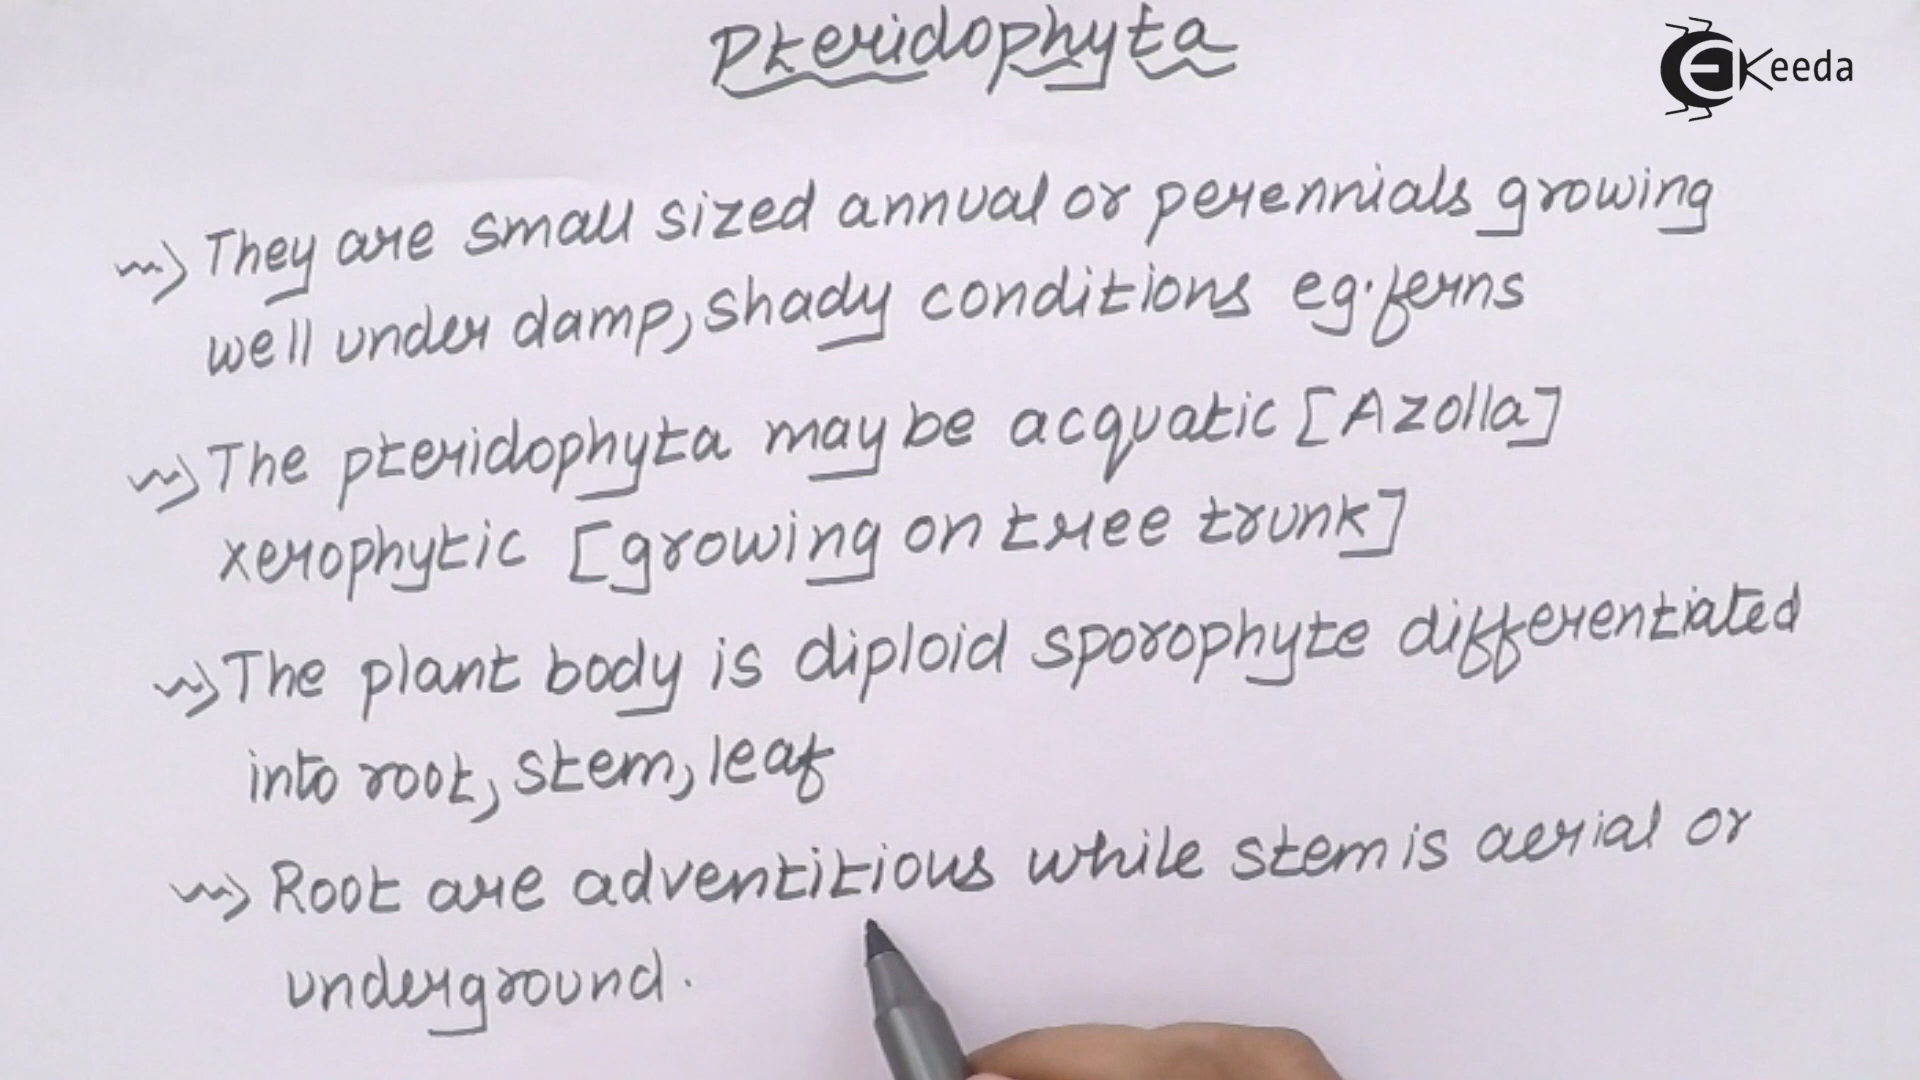 Pteridophyta
EKeeda
They are small sized annual or perennials growing
well under damp, shady conditions eg. ferns
The pteridophyta may be acquatic [Azolla]
xerophytic [growing on tree trunk]
The plant body is diploid sporophyte differentiated
into root, stem, leaf
Root are adventitious while stem is aerial or
underground.